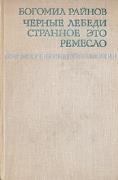 БОГОМИЛ РАЙНОВ
ЧЕРНЫЕ ЛЕБЕДИ
СТРАННОЕ ЭТО
РЕМЕСЛО